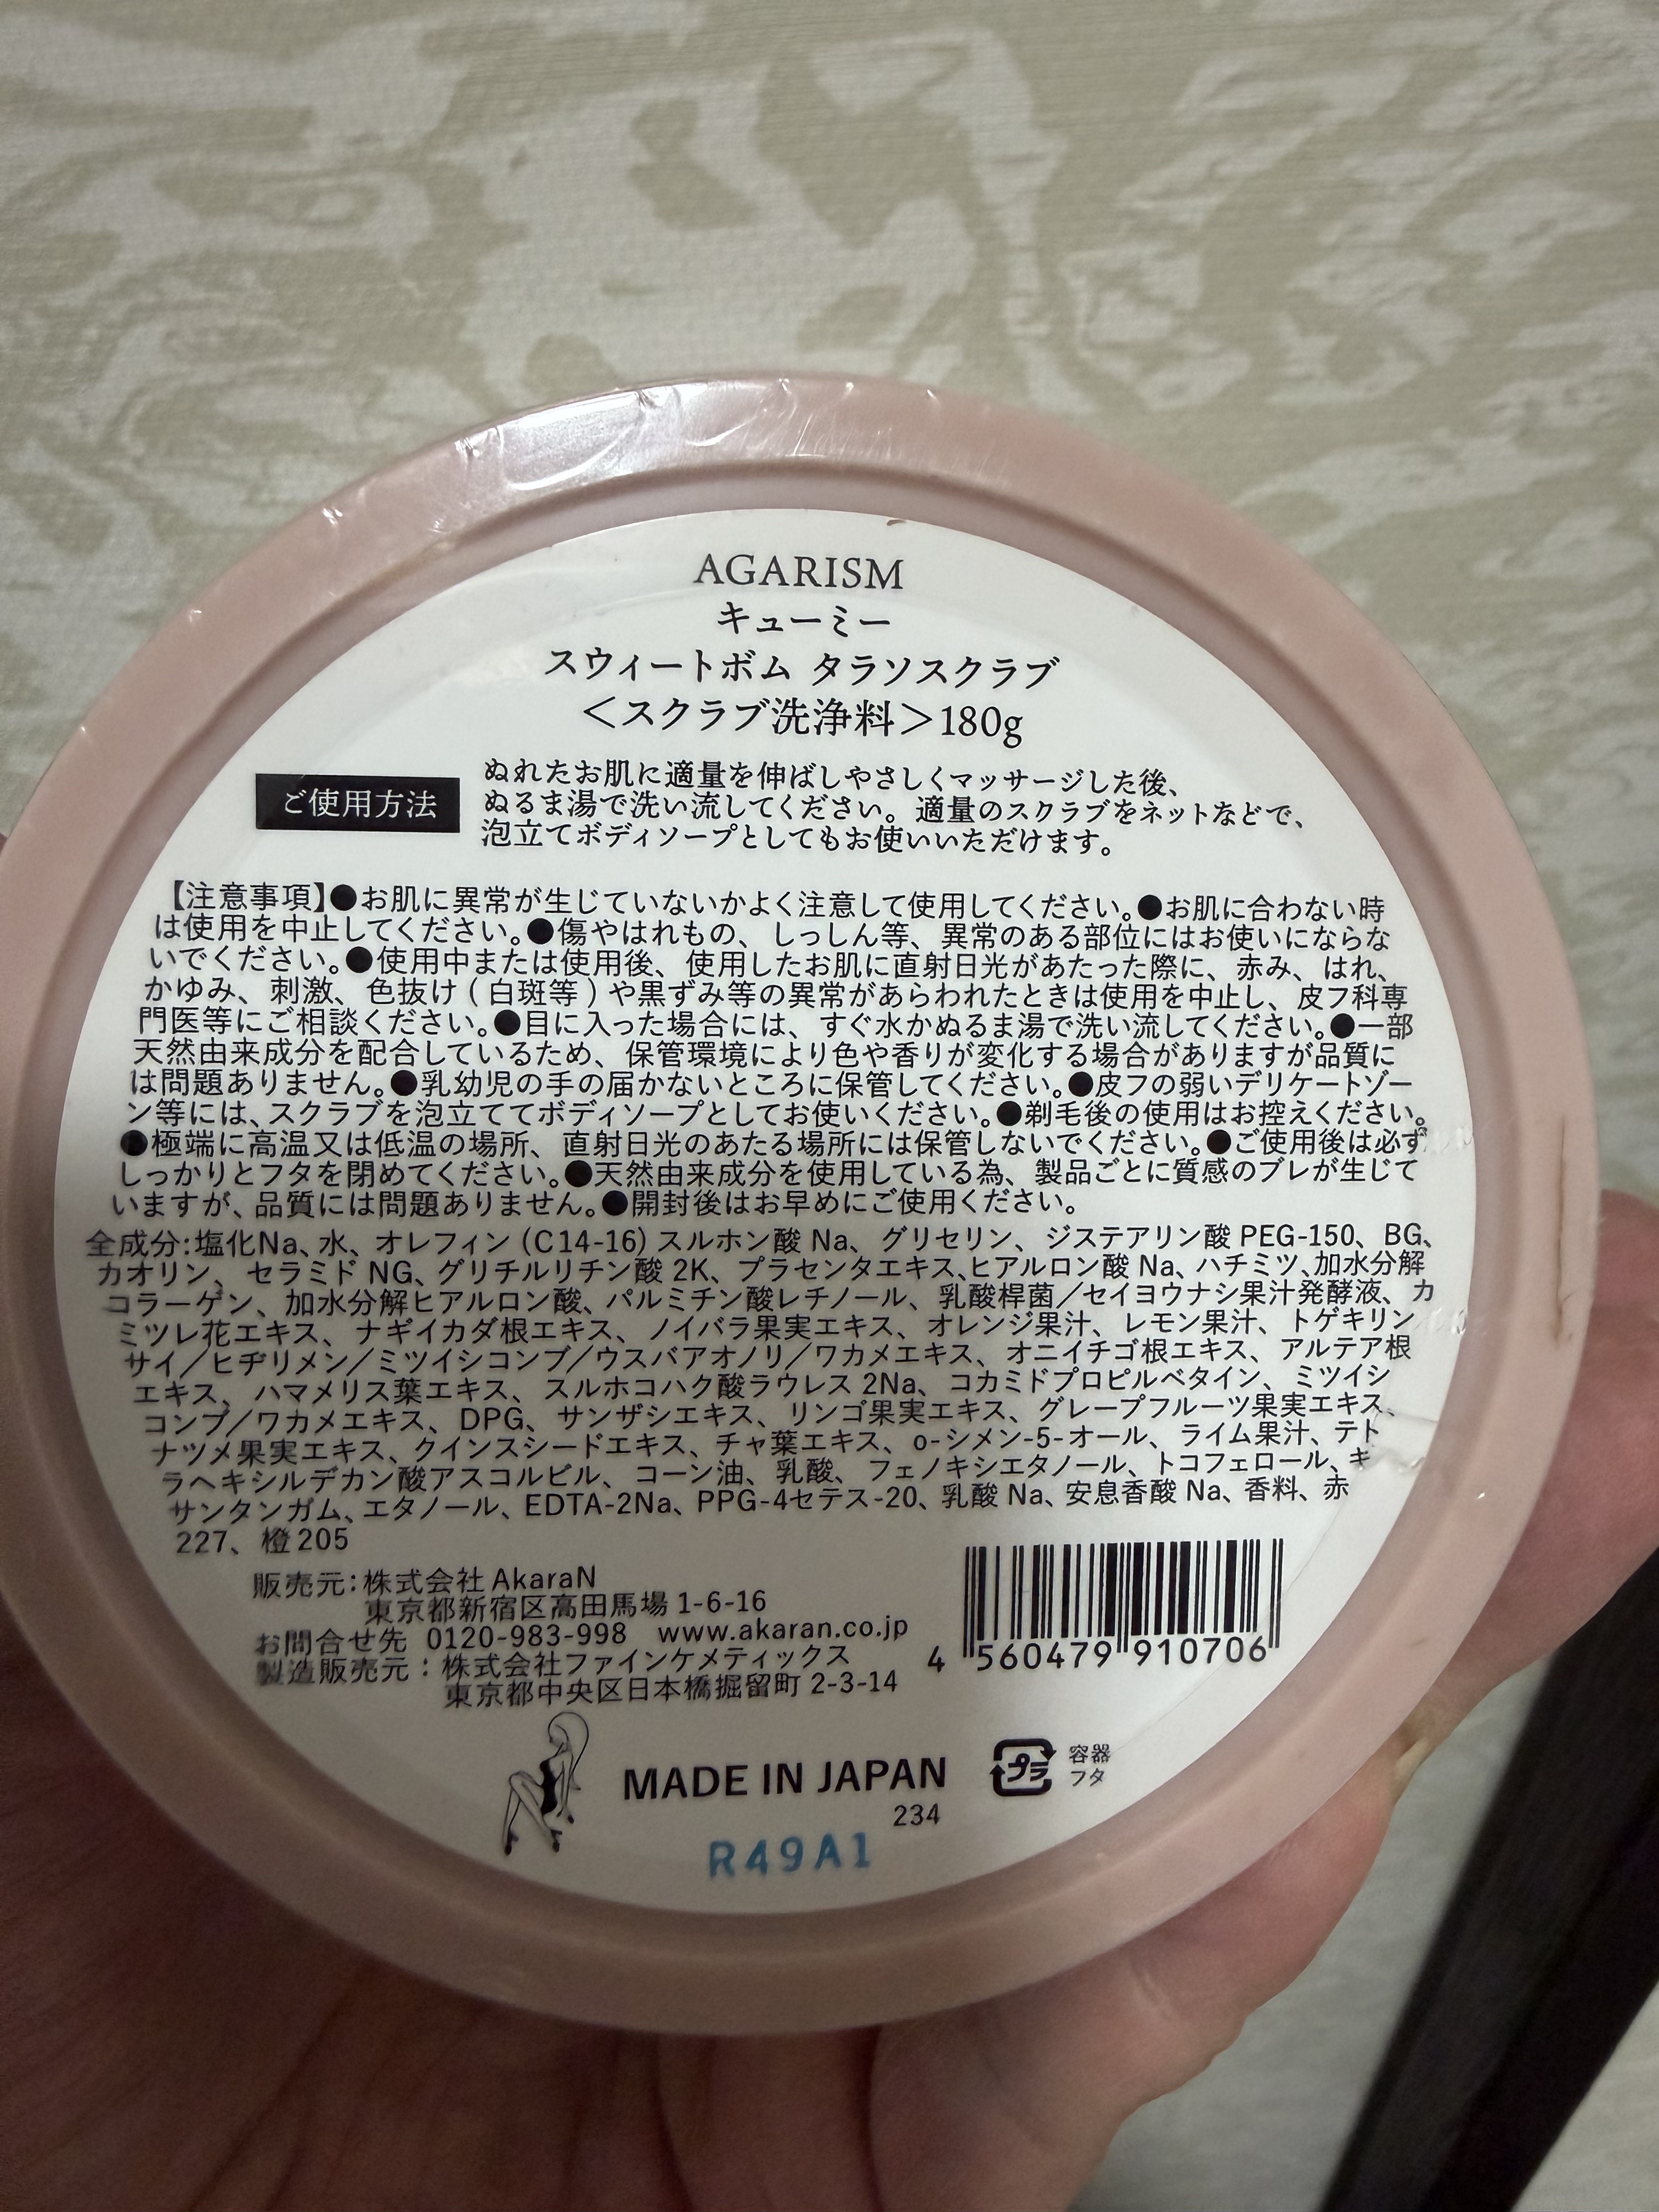 AGARISM
キューミー
スウィートボム タラソスクラブ
＜スクラブ洗浄料＞180g
ご使用方法
ぬれたお肌に適量を伸ばしやさしくマッサージした後、
ぬるま湯で洗い流してください。適量のスクラブをネットなどで、
泡立てボディソープとしてもお使いいただけます。
【注意事項】●お肌に異常が生じていないかよく注意して使用してください。●お肌に合わない時
は使用を中止してください。●傷やはれもの、しっしん等、異常のある部位にはお使いにならな
いでください。●使用中または使用後、使用したお肌に直射日光があたった際に、赤み、はれ、
かゆみ、刺激、色抜け(白斑等)や黒ずみ等の異常があらわれたときは使用を中止し、皮フ科専
門医等にご相談ください。●目に入った場合には、すぐ水かぬるま湯で洗い流してください。●一部
天然由来成分を配合しているため、保管環境により色や香りが変化する場合がありますが品質に
は問題ありません。●乳幼児の手の届かないところに保管してください。●皮フの弱いデリケートゾー
ン等には、スクラブを泡立ててボディソープとしてお使いください。●剃毛後の使用はお控えください。
●極端に高温又は低温の場所、直射日光のあたる場所には保管しないでください。●ご使用後は必ず
しっかりとフタを閉めてください。●天然由来成分を使用している為、製品ごとに質感のブレが生じて
いますが、品質には問題ありません。●開封後はお早めにご使用ください。
全成分:塩化Na、水、オレフィン(C14-16)スルホン酸Na、グリセリン、ジステアリン酸PEG-150、BG、
カオリン、セラミドNG、グリチルリチン酸2K、プラセンタエキス、ヒアルロン酸Na、ハチミツ、加水分解
コラーゲン、加水分解ヒアルロン酸、パルミチン酸レチノール、乳酸桿菌／セイヨウナシ果汁発酵液、カ
ミツレ花エキス、ナギイカダ根エキス、ノイバラ果実エキス、オレンジ果汁、レモン果汁、トゲキリン
サイ／ヒヂリメン／ミツイシコンブ／ウスバアオノリ／ワカメエキス、オニイチゴ根エキス、アルテア根
エキス、ハマメリス葉エキス、スルホコハク酸ラウレス2Na、コカミドプロピルベタイン、ミツイシ
コンブ／ワカメエキス、DPG、サンザシエキス、リンゴ果実エキス、グレープフルーツ果実エキス、
ナツメ果実エキス、クインスシードエキス、チャ葉エキス、o-シメン-5-オール、ライム果汁、テト
ラヘキシルデカン酸アスコルビル、コーン油、乳酸、フェノキシエタノール、トコフェロール、キ
サンタンガム、エタノール、EDTA-2Na、PPG-4セテス-20、乳酸Na、安息香酸Na、香料、赤
227、橙205
販売元:株式会社AkaraN
東京都新宿区高田馬場1-6-16
お問合せ先 0120-983-998 www.akaran.co.jp
製造販売元：株式会社ファインケメティックス
東京都中央区日本橋掘留町2-3-14
4 560479 910706
MADE IN JAPAN
プラ
容器
フタ
234
R49A1